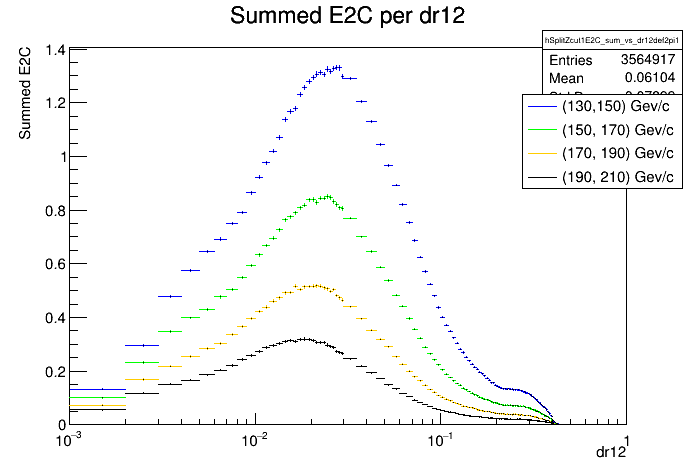 Summed E2C per dr12
hSplitZcut1E2C_sum_vs_dr12def2pi1
Entries 3564917
Mean 0.06104
(130,150) Gev/c
(150, 170) Gev/c
(170, 190) Gev/c
(190, 210) Gev/c
Summed E2C
1.4
1.2
1
0.8
0.6
0.4
0.2
0
10⁻³
10⁻²
10⁻¹
1
dr12